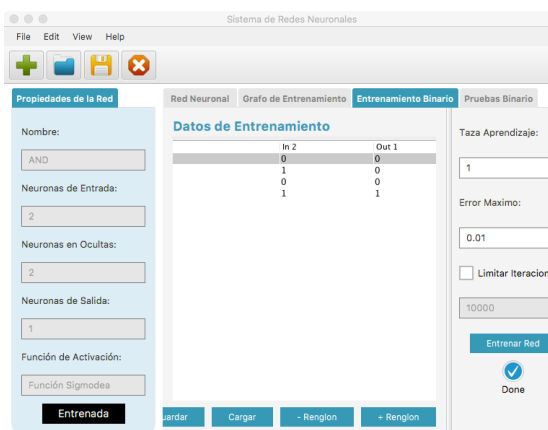 Sistema de Redes Neuronales
File Edit View Help
Propiedades de la Red
Nombre:
AND
Neuronas de Entrada:
2
Neuronas en Ocultas:
2
Neuronas de Salida:
1
Función de Activación:
Función Sigmodea
Entrenada
Red Neuronal Grafo de Entrenamiento Entrenamiento Binario Pruebas Binario
Datos de Entrenamiento
In 2 Out 1
0 0
1 0
0 0
1 1
uardar Cargar - Renglon + Renglon
Taza Aprendizaje:
1
Error Maximo:
0.01
Limitar Iteracion
10000
Entrenar Red
Done